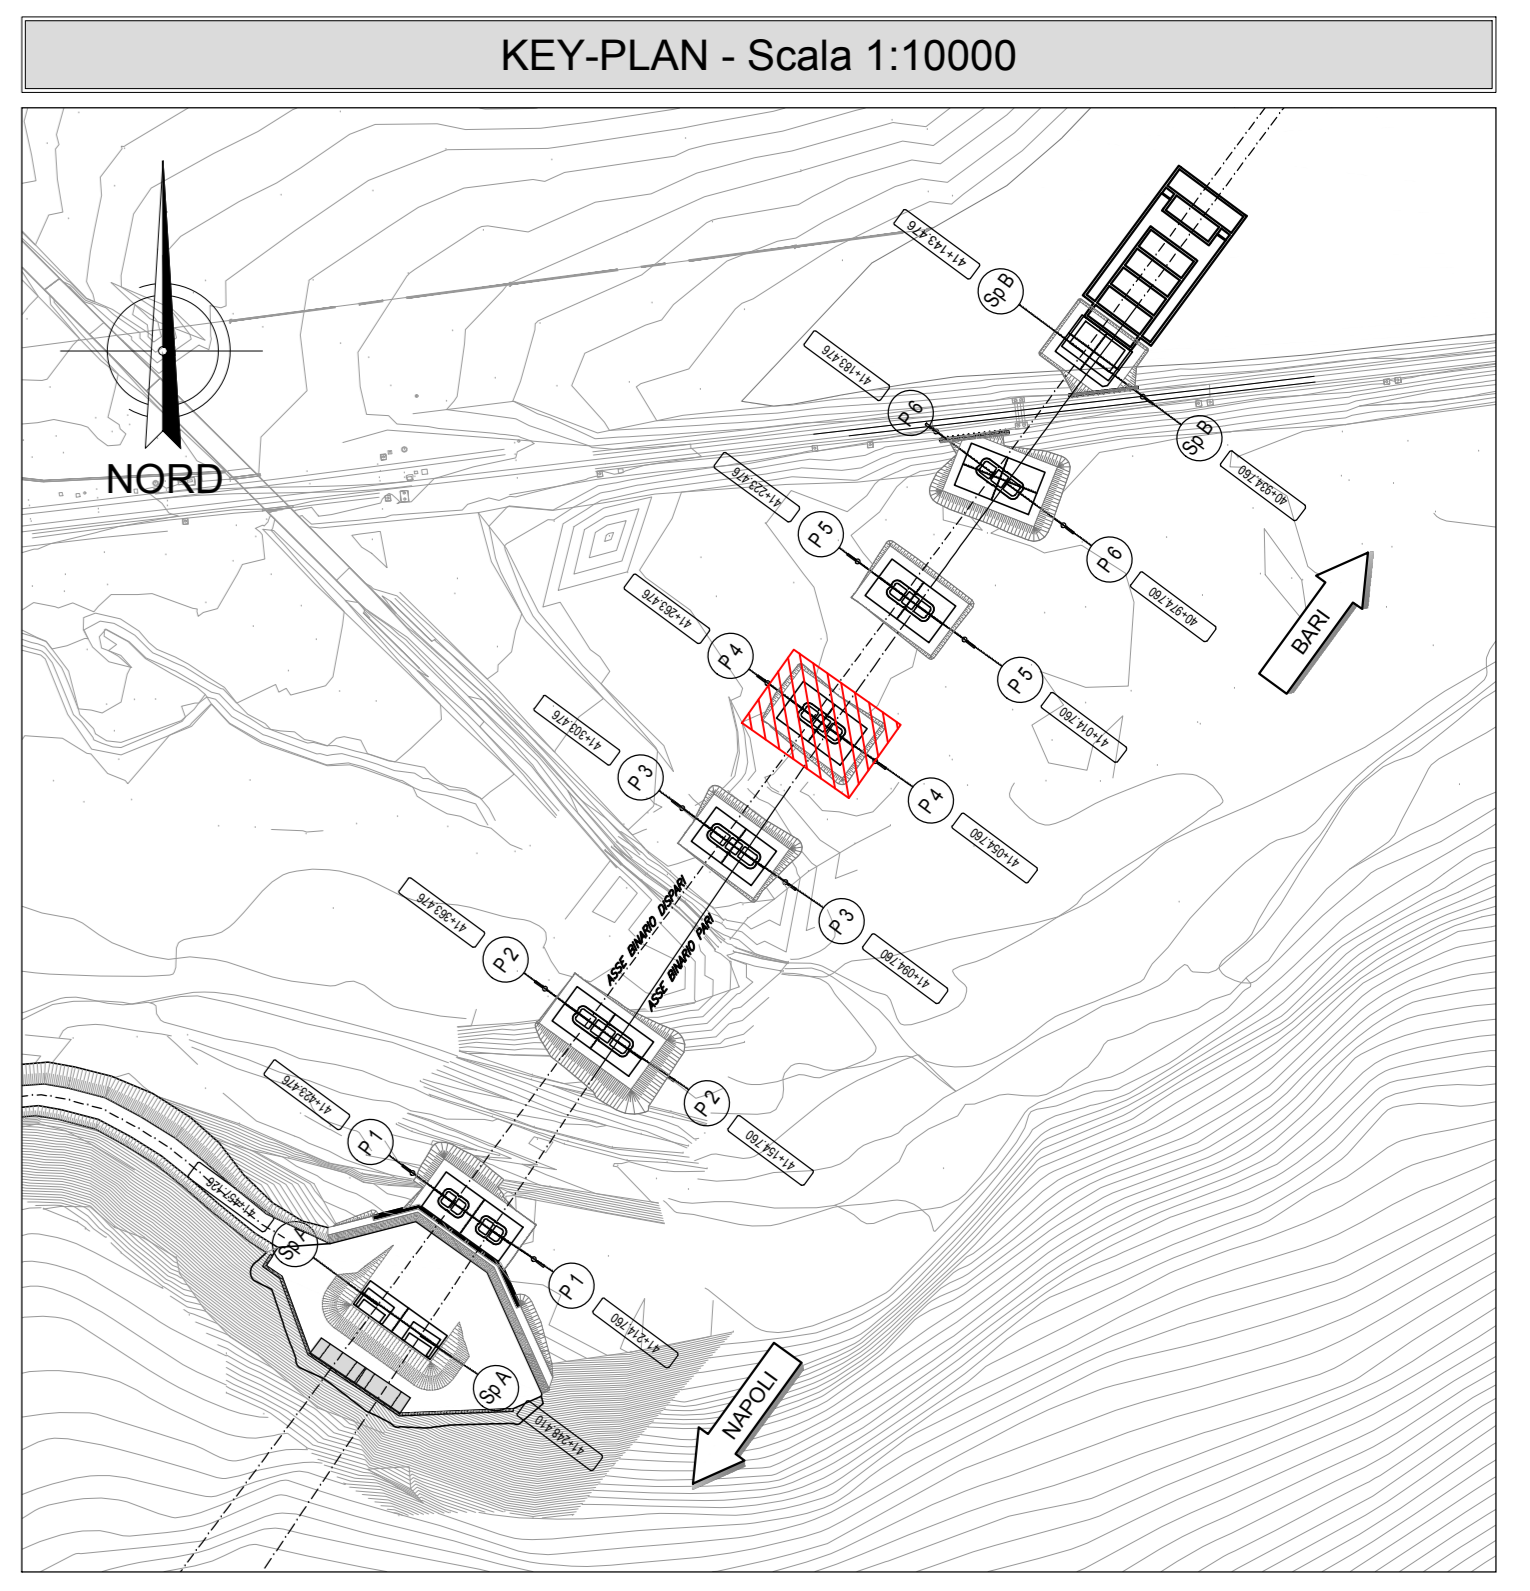 KEY-PLAN - Scala 1:10000
NORD
41+143.476
Sp B
41+183.476
P 6
Sp B
40+934.760
41+223.476
P 5
P 6
40+974.760
BARI
41+263.476
P 4
P 5
41+014.760
41+303.476
P 3
P 4
41+054.760
ASSE BINARIO DISPARI
ASSE BINARIO PARI
41+363.476
P 2
P 3
41+094.760
41+423.476
P 1
P 2
41+154.760
41+457.126
Sp A
P 1
41+214.760
Sp A
41+248.410
NAPOLI